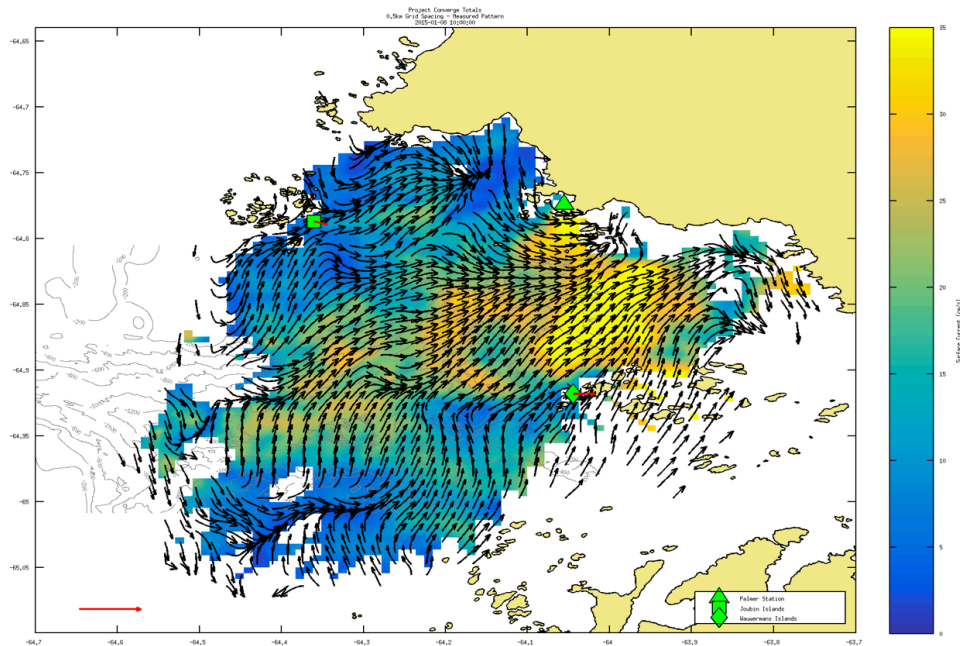 Project Converge Totals
0.5km Grid Spacing - Measured Pattern
2015-01-08 10:00:00
-64.65
-64.7
-64.75
-64.8
-64.85
-64.9
-64.95
-65
-65.05
-64.7 -64.6 -64.5 -64.4 -64.3 -64.2 -64.1 -64 -63.9 -63.8 -63.7
35
30
25
20
15
10
5
0
Surface Current (cm/s)
Palmer Station
Joubin Islands
Wauwermans Islands